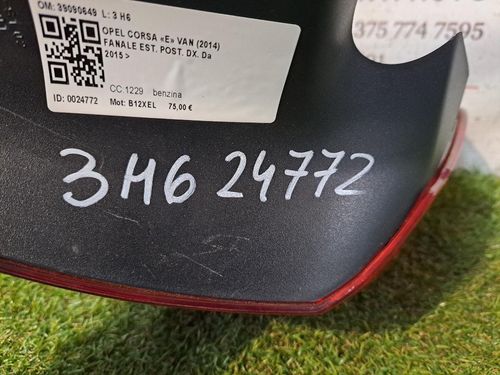 OM: 39090649 L: 3 H6
OPEL CORSA «E» VAN (2014)
FANALE EST. POST. DX. Da
2015 >
CC.1229 benzina
ID: 0024772 Mot: B12XEL 75,00 €
3H6 24772
375 774 7595